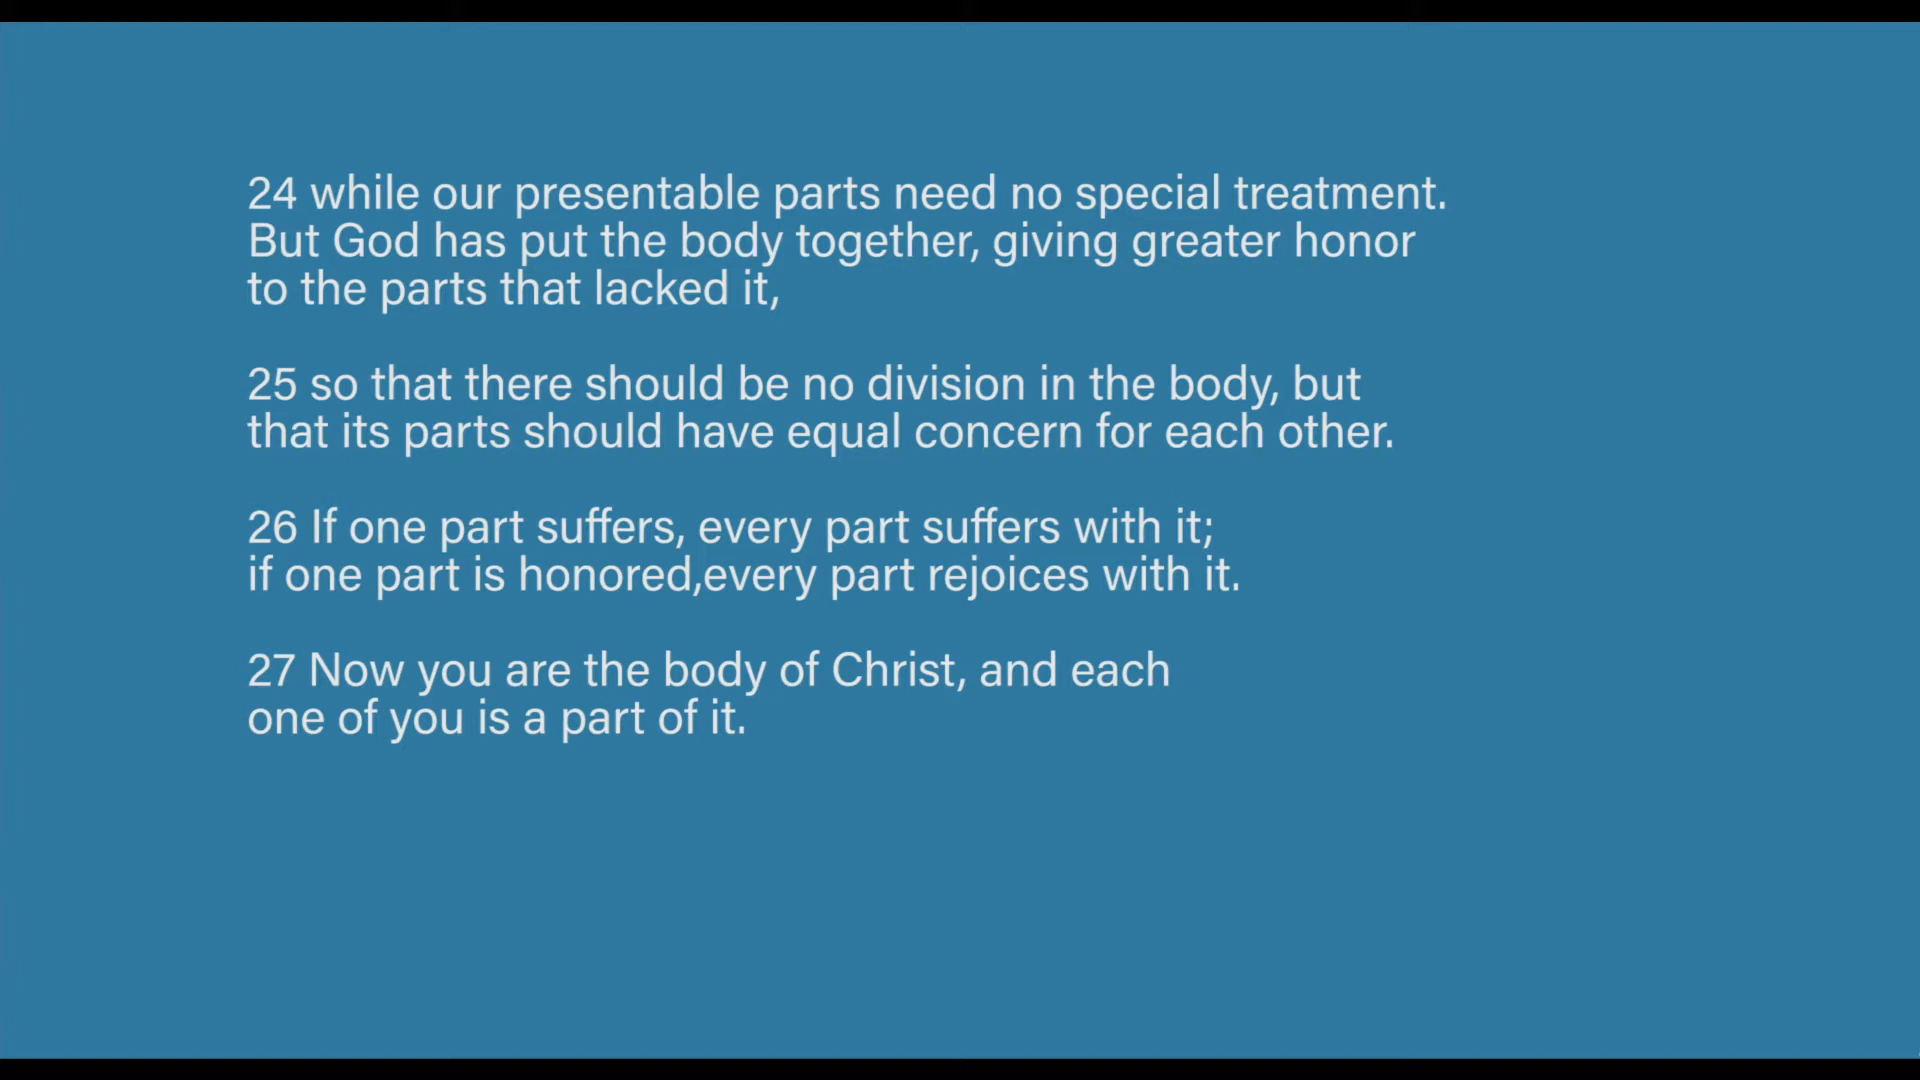 24 while our presentable parts need no special treatment.
But God has put the body together, giving greater honor
to the parts that lacked it,
25 so that there should be no division in the body, but
that its parts should have equal concern for each other.
26 If one part suffers, every part suffers with it;
if one part is honored,every part rejoices with it.
27 Now you are the body of Christ, and each
one of you is a part of it.